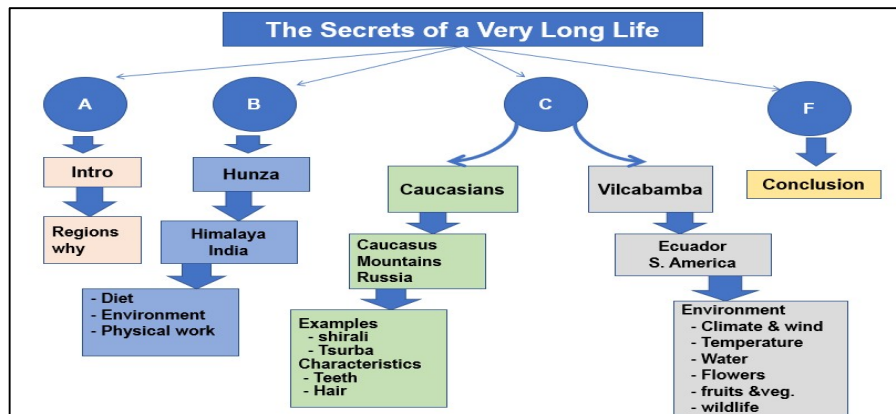 The Secrets of a Very Long Life
A
B
C
F
Intro
Regions
why
Hunza
Himalaya
India
- Diet
- Environment
- Physical work
Caucasians
Caucasus
Mountains
Russia
Examples
- shirali
- Tsurba
Characteristics
- Teeth
- Hair
Vilcabamba
Ecuador
S. America
Environment
- Climate & wind
- Temperature
- Water
- Flowers
- fruits &veg.
- wildlife
Conclusion